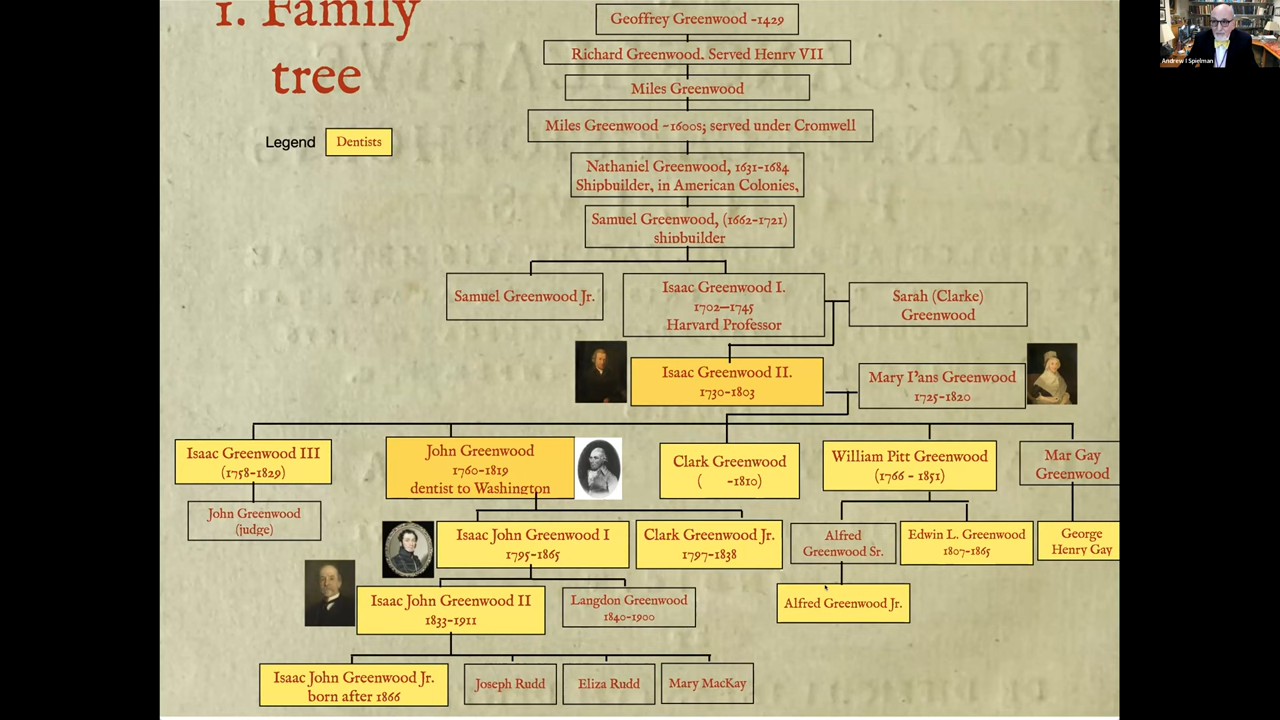 1. Family
tree
Legend
Dentists
Geoffrey Greenwood -1429
Richard Greenwood. Served Henry VII
Miles Greenwood
Miles Greenwood -1600s; served under Cromwell
Nathaniel Greenwood, 1631-1684
Shipbuilder, in American Colonies,
Samuel Greenwood, (1662-1721)
shipbuilder
Samuel Greenwood Jr.
Isaac Greenwood I.
1702—1745
Harvard Professor
Sarah (Clarke)
Greenwood
Isaac Greenwood II.
1730-1803
Mary I'ans Greenwood
1725-1820
Isaac Greenwood III
(1758-1829)
John Greenwood
1760-1819
dentist to Washington
Clark Greenwood
( -1810)
William Pitt Greenwood
(1766 - 1851)
Mar Gay
Greenwood
John Greenwood
(judge)
Isaac John Greenwood I
1795-1865
Clark Greenwood Jr.
1797-1838
Alfred
Greenwood Sr.
Edwin L. Greenwood
1807-1865
George
Henry Gay
Isaac John Greenwood II
1833-1911
Langdon Greenwood
1840-1900
Alfred Greenwood Jr.
Isaac John Greenwood Jr.
born after 1866
Joseph Rudd
Eliza Rudd
Mary MacKay
Andrew I Spielman